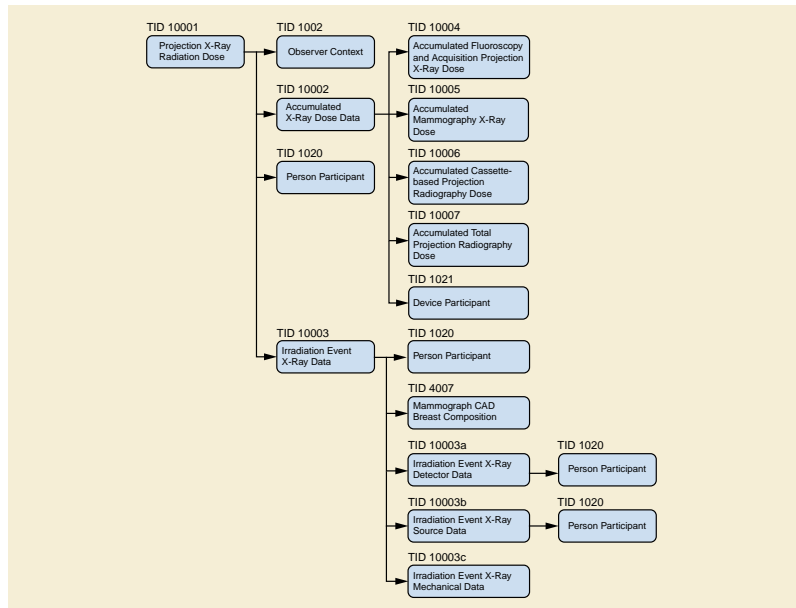 TID 10001
Projection X-Ray
Radiation Dose
TID 1002
Observer Context
TID 10002
Accumulated
X-Ray Dose Data
TID 1020
Person Participant
TID 10004
Accumulated Fluoroscopy
and Acquisition Projection
X-Ray Dose
TID 10005
Accumulated
Mammography X-Ray
Dose
TID 10006
Accumulated Cassette-
based Projection
Radiography Dose
TID 10007
Accumulated Total
Projection Radiography
Dose
TID 1021
Device Participant
TID 10003
Irradiation Event
X-Ray Data
TID 1020
Person Participant
TID 4007
Mammograph CAD
Breast Composition
TID 10003a
Irradiation Event X-Ray
Detector Data
TID 1020
Person Participant
TID 10003b
Irradiation Event X-Ray
Source Data
TID 1020
Person Participant
TID 10003c
Irradiation Event X-Ray
Mechanical Data